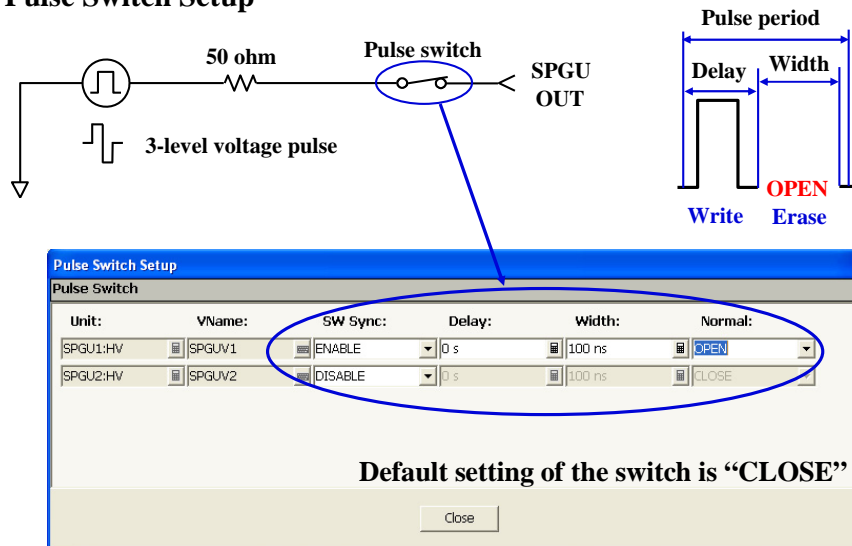 Pulse Switch Setup
Pulse period
50 ohm
Pulse switch
SPGU
OUT
Delay
Width
3-level voltage pulse
OPEN
Write
Erase
Pulse Switch Setup
Pulse Switch
Unit: VName: SW Sync: Delay: Width: Normal:
SPGU1:HV SPGUV1 ENABLE 0 s 100 ns OPEN
SPGU2:HV SPGUV2 DISABLE 0 s 100 ns CLOSE
Default setting of the switch is “CLOSE”
Close